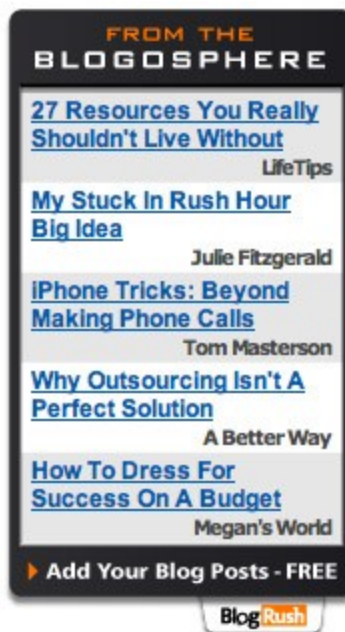 FROM THE
BLOGOSPHERE
27 Resources You Really
Shouldn't Live Without
LifeTips
My Stuck In Rush Hour
Big Idea
Julie Fitzgerald
iPhone Tricks: Beyond
Making Phone Calls
Tom Masterson
Why Outsourcing Isn't A
Perfect Solution
A Better Way
How To Dress For
Success On A Budget
Megan's World
Add Your Blog Posts - FREE
BlogRush